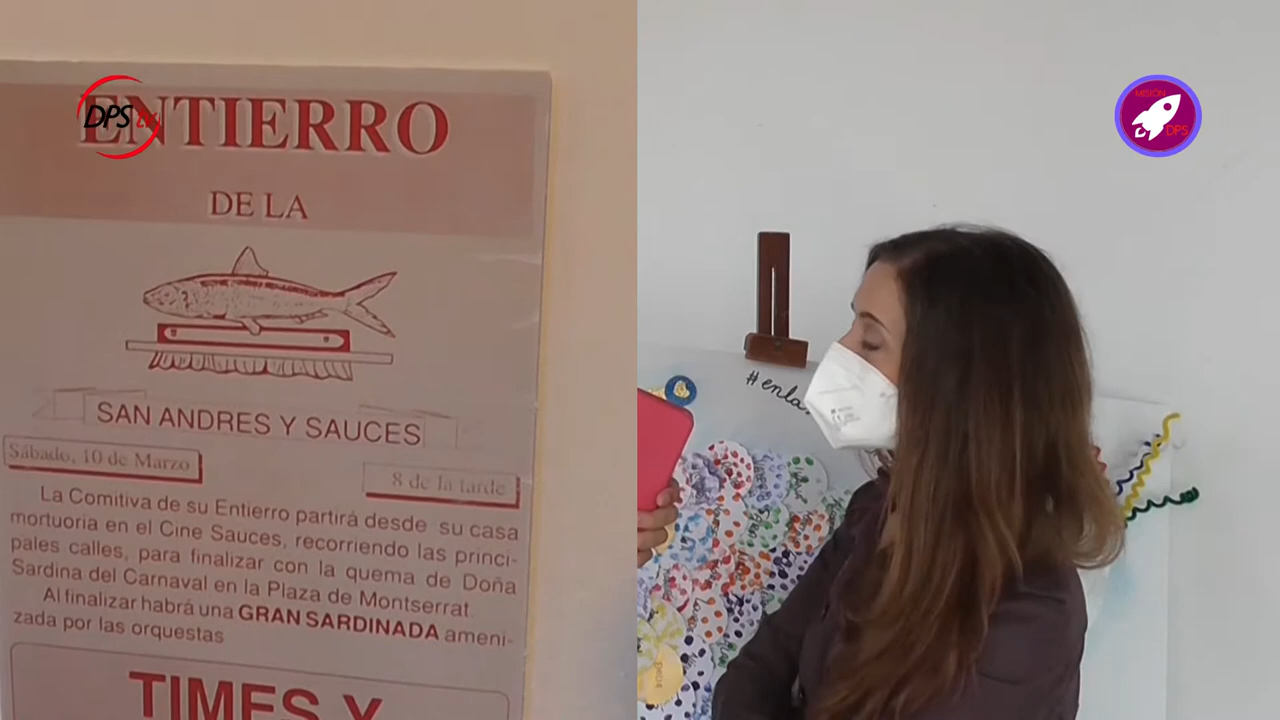 ENTIERRO
DPS
DE LA
SAN ANDRES Y SAUCES
Sábado, 10 de Marzo
8 de la tarde
La Comitiva de su Entierro partirá desde su casa
mortuoria en el Cine Sauces, recorriendo las princi-
pales calles, para finalizar con la quema de Doña
Sardina del Carnaval en la Plaza de Montserrat.
Al finalizar habrá una GRAN SARDINADA ameni-
zada por las orquestas
TIMES Y
MISIÓN
DPS
#enla